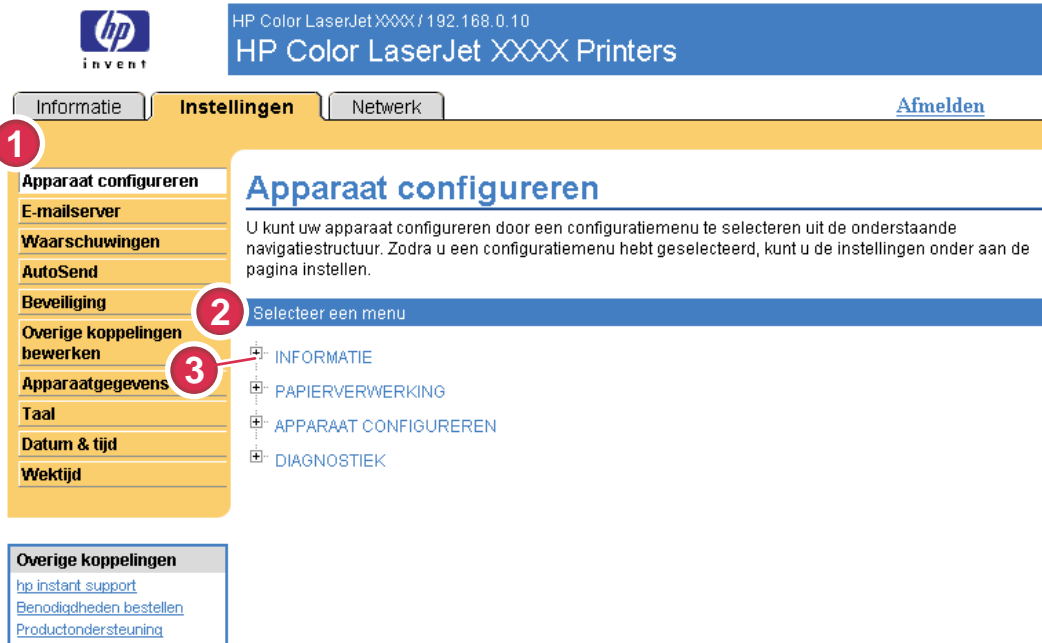 hp
invent
HP Color LaserJet XXXX / 192.168.0.10
HP Color LaserJet XXXX Printers
Informatie
Instellingen
Netwerk
Afmelden
1
Apparaat configureren
E-mailserver
Waarschuwingen
AutoSend
Beveiliging
Overige koppelingen
bewerken
Apparaatgegevens
Taal
Datum & tijd
Wektijd
Apparaat configureren
U kunt uw apparaat configureren door een configuratiemenu te selecteren uit de onderstaande
navigatiestructuur. Zodra u een configuratiemenu hebt geselecteerd, kunt u de instellingen onder aan de
pagina instellen.
2
Selecteer een menu
3
INFORMATIE
PAPIERVERWERKING
APPARAAT CONFIGUREREN
DIAGNOSTIEK
Overige koppelingen
hp instant support
Benodigdheden bestellen
Productondersteuning